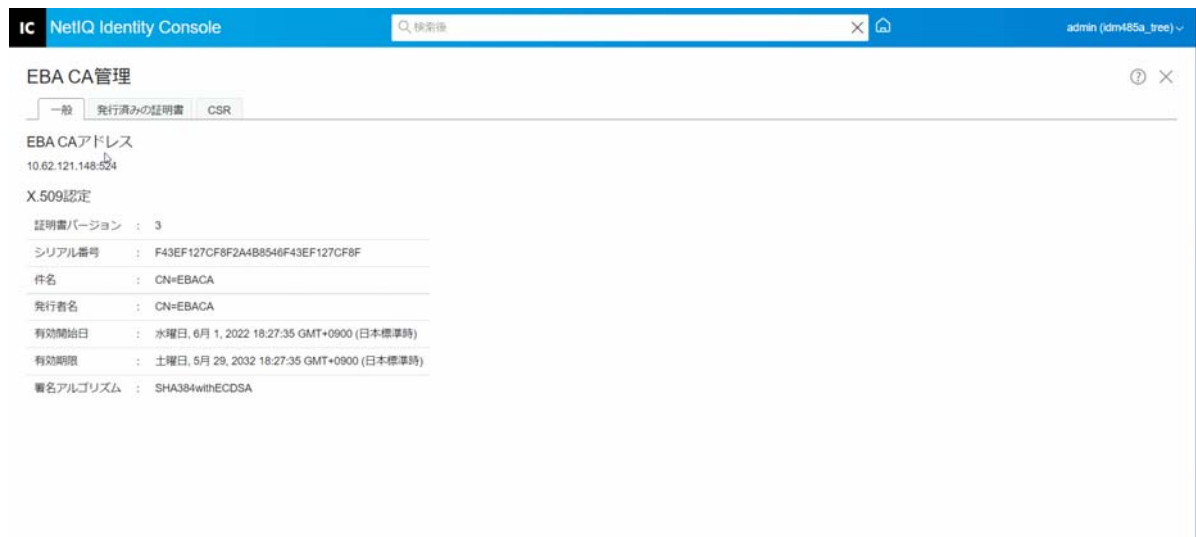 IC NetIQ Identity Console
検索後
admin (idm485a_tree)
EBA CA管理
一般 発行済みの証明書 CSR
EBA CAアドレス
10.62.121.148:524
X.509認定
証明書バージョン : 3
シリアル番号 : F43EF127CF8F2A4B8546F43EF127CF8F
件名 : CN=EBACA
発行者名 : CN=EBACA
有効開始日 : 水曜日, 6月 1, 2022 18:27:35 GMT+0900 (日本標準時)
有効期限 : 土曜日, 5月 29, 2032 18:27:35 GMT+0900 (日本標準時)
署名アルゴリズム : SHA384withECDSA